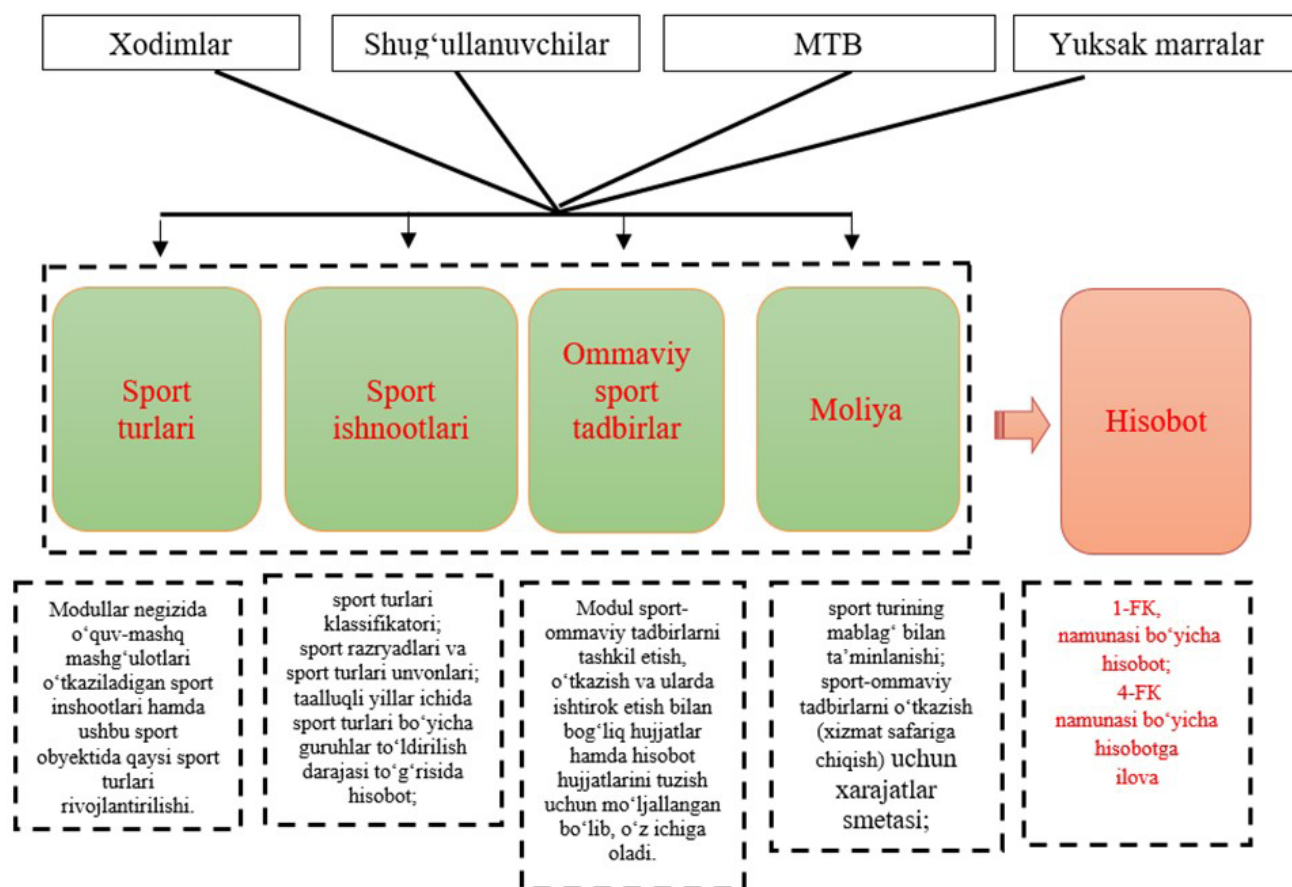 Xodimlar
Shug‘ullanuvchilar
MTB
Yuksak marralar
Sport
turlari
Sport
ishnootlari
Ommaviy
sport
tadbirlar
Moliya
Hisobot
Modullar negizida
o‘quv-mashq
mashg‘ulotlari
o‘tkaziladigan sport
inshootlari hamda
ushbu sport
obyektida qaysi sport
turlari
rivojlantirilishi.
sport turlari
klassifikatori;
sport razryadlari va
sport turlari unvonlari;
taalluqli yillar ichida
sport turlari bo‘yicha
guruhlar to‘ldirilish
darajasi to‘g‘risida
hisobot;
Modul sport-
ommaviy tadbirlarni
tashkil etish,
o‘tkazish va ularda
ishtirok etish bilan
bog‘liq hujjatlar
hamda hisobot
hujjatlarini tuzish
uchun mo‘ljallangan
bo‘lib, o‘z ichiga
oladi.
sport turining
mablag‘ bilan
ta’minlanishi;
sport-ommaviy
tadbirlarni o‘tkazish
(xizmat safariga
chiqish) uchun
xarajatlar
smetasi;
1-FK,
namunasi bo‘yicha
hisobot;
4-FK
namunasi bo‘yicha
hisobotga
ilova